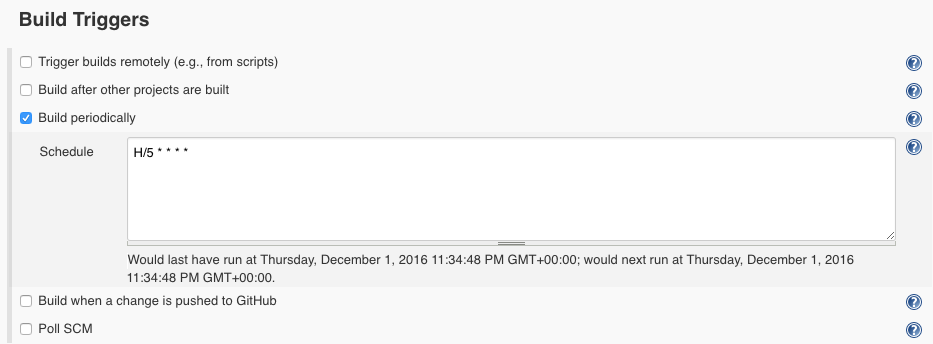 Build Triggers
Trigger builds remotely (e.g., from scripts)
Build after other projects are built
Build periodically
Schedule
H/5 * * * *
Would last have run at Thursday, December 1, 2016 11:34:48 PM GMT+00:00; would next run at Thursday, December 1, 2016
11:34:48 PM GMT+00:00.
Build when a change is pushed to GitHub
Poll SCM